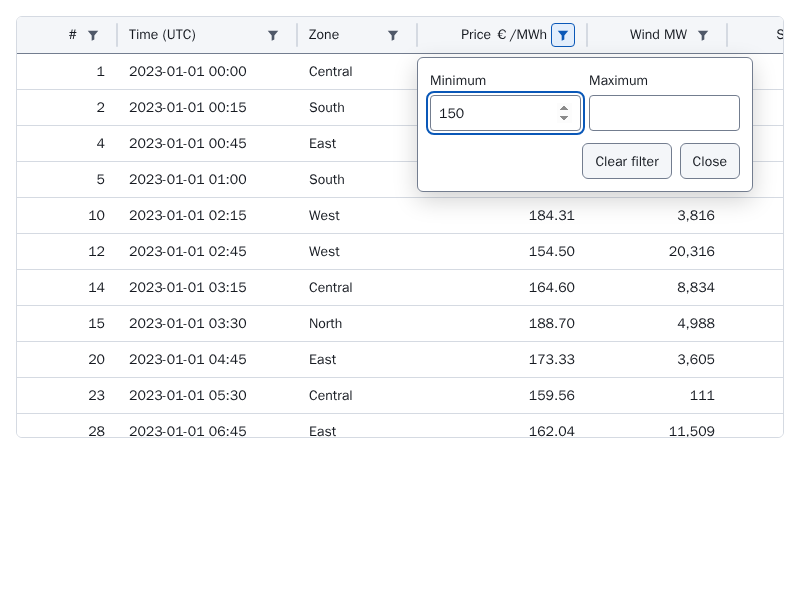 # Time (UTC) Zone Price € /MWh Wind MW S
1 2023-01-01 00:00 Central
Minimum Maximum
2 2023-01-01 00:15 South
150
4 2023-01-01 00:45 East
5 2023-01-01 01:00 South
Clear filter Close
10 2023-01-01 02:15 West 184.31 3,816
12 2023-01-01 02:45 West 154.50 20,316
14 2023-01-01 03:15 Central 164.60 8,834
15 2023-01-01 03:30 North 188.70 4,988
20 2023-01-01 04:45 East 173.33 3,605
23 2023-01-01 05:30 Central 159.56 111
28 2023-01-01 06:45 East 162.04 11,509